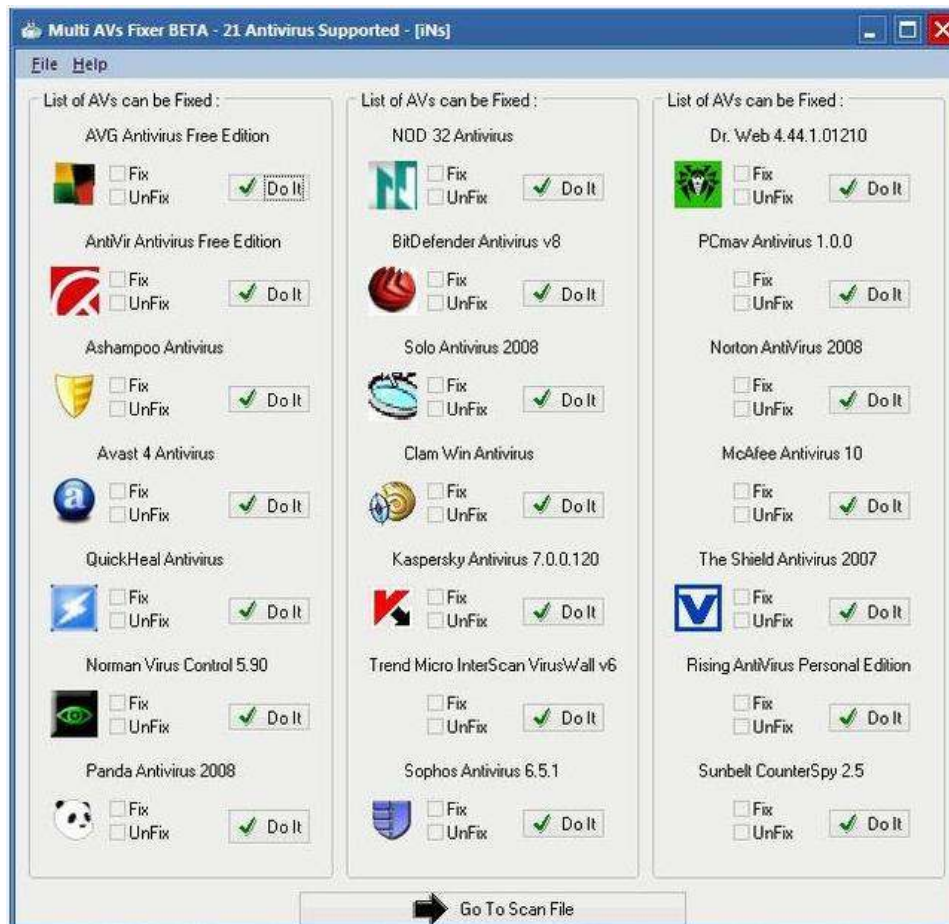 Multi AVs Fixer BETA - 21 Antivirus Supported - [iNs]
File Help
List of AVs can be Fixed :
AVG Antivirus Free Edition
Fix
UnFix
Do It
AntiVir Antivirus Free Edition
Fix
UnFix
Do It
Ashampoo Antivirus
Fix
UnFix
Do It
Avast 4 Antivirus
Fix
UnFix
Do It
QuickHeal Antivirus
Fix
UnFix
Do It
Norman Virus Control 5.90
Fix
UnFix
Do It
Panda Antivirus 2008
Fix
UnFix
Do It
List of AVs can be Fixed :
NOD 32 Antivirus
Fix
UnFix
Do It
BitDefender Antivirus v8
Fix
UnFix
Do It
Solo Antivirus 2008
Fix
UnFix
Do It
Clam Win Antivirus
Fix
UnFix
Do It
Kaspersky Antivirus 7.0.0.120
Fix
UnFix
Do It
Trend Micro InterScan VirusWall v6
Fix
UnFix
Do It
Sophos Antivirus 6.5.1
Fix
UnFix
Do It
List of AVs can be Fixed :
Dr. Web 4.44.1.01210
Fix
UnFix
Do It
PCmav Antivirus 1.0.0
Fix
UnFix
Do It
Norton AntiVirus 2008
Fix
UnFix
Do It
McAfee Antivirus 10
Fix
UnFix
Do It
The Shield Antivirus 2007
Fix
UnFix
Do It
Rising AntiVirus Personal Edition
Fix
UnFix
Do It
Sunbelt CounterSpy 2.5
Fix
UnFix
Do It
Go To Scan File